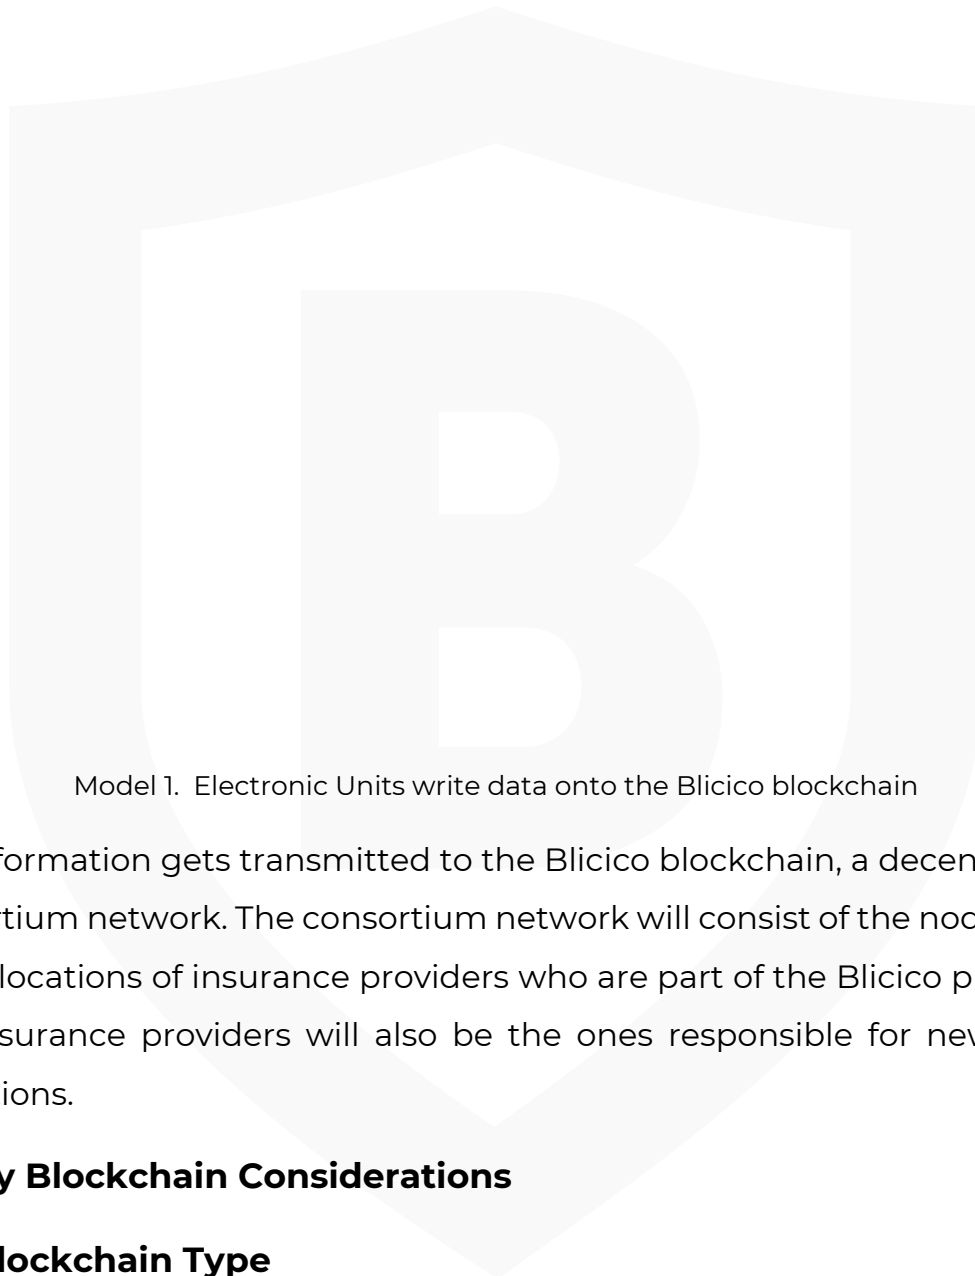 B
Model 1. Electronic Units write data onto the Blicico blockchain
formation gets transmitted to the Blicico blockchain, a decen
rtium network. The consortium network will consist of the nod
locations of insurance providers who are part of the Blicico p
surance providers will also be the ones responsible for new
ions.
y Blockchain Considerations
lockchain Type